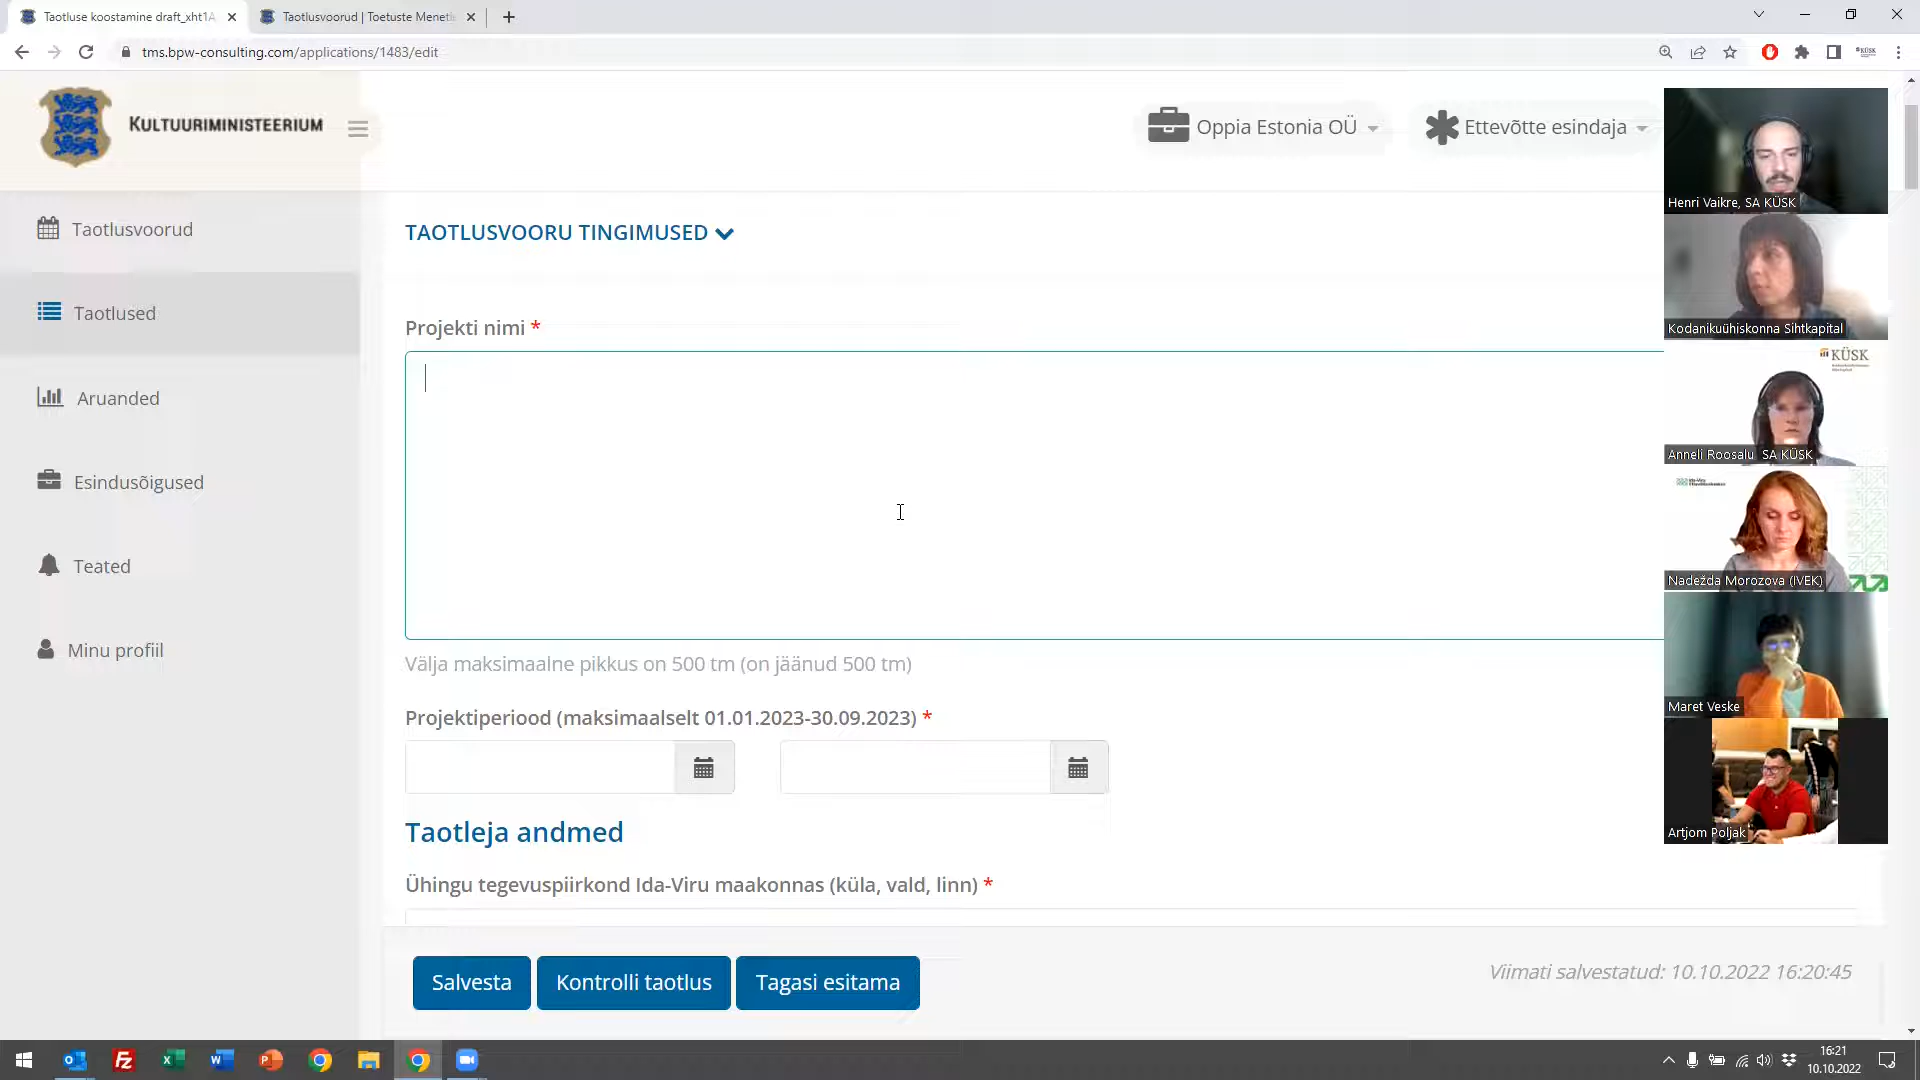 Taotluse koostamine draft_xht1A
Taotlusvoorud | Toetuste Menetle
tms.bpw-consulting.com/applications/1483/edit
KULTUURIMINISTEERIUM
Oppia Estonia OÜ
Ettevõtte esindaja
Taotlusvoorud
Taotlused
Aruanded
Esindusõigused
Teated
Minu profiil
TAOTLUSVOORU TINGIMUSED
Projekti nimi *
Välja maksimaalne pikkus on 500 tm (on jäänud 500 tm)
Projektiperiood (maksimaalselt 01.01.2023-30.09.2023) *
Taotleja andmed
Ühingu tegevuspiirkond Ida-Viru maakonnas (küla, vald, linn) *
Salvesta
Kontrolli taotlus
Tagasi esitama
Viimati salvestatud: 10.10.2022 16:20:45
Henri Vaikre, SA KÜSK
Kodanikuühiskonna Sihtkapital
KÜSK
Anneli Roosalu SA KÜSK
Nadežda Morozova (IVEK)
Maret Veske
Artjom Poljak
16:21
10.10.2022